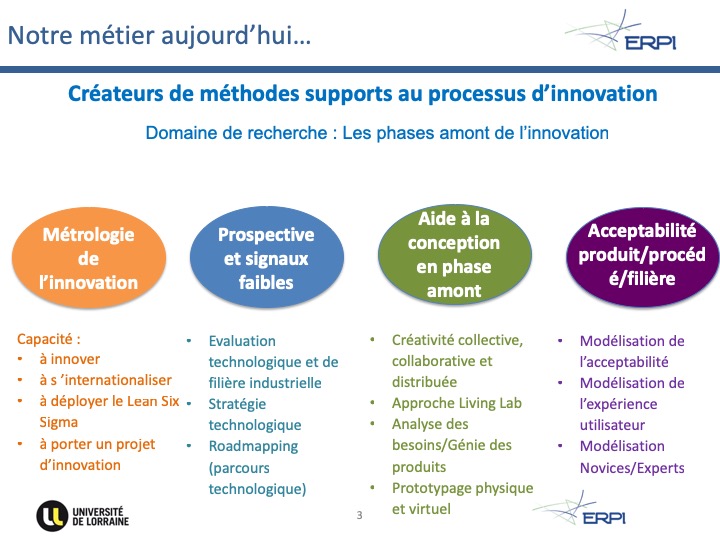 Notre métier aujourd’hui…
ERPI
Créateurs de méthodes supports au processus d’innovation
Domaine de recherche : Les phases amont de l’innovation
Métrologie
de
l’innovation
Prospective
et signaux
faibles
Aide à la
conception
en phase
amont
Acceptabilité
produit/procéd
é/filière
Capacité :
• à innover
• à s ’internationaliser
• à déployer le Lean Six
Sigma
• à porter un projet
d’innovation
• Evaluation
technologique et de
filière industrielle
• Stratégie
technologique
• Roadmapping
(parcours
technologique)
• Créativité collective,
collaborative et
distribuée
• Approche Living Lab
• Analyse des
besoins/Génie des
produits
• Prototypage physique
et virtuel
• Modélisation de
l’acceptabilité
• Modélisation de
l’expérience
utilisateur
• Modélisation
Novices/Experts
UNIVERSITÉ
DE LORRAINE
3
ERPI